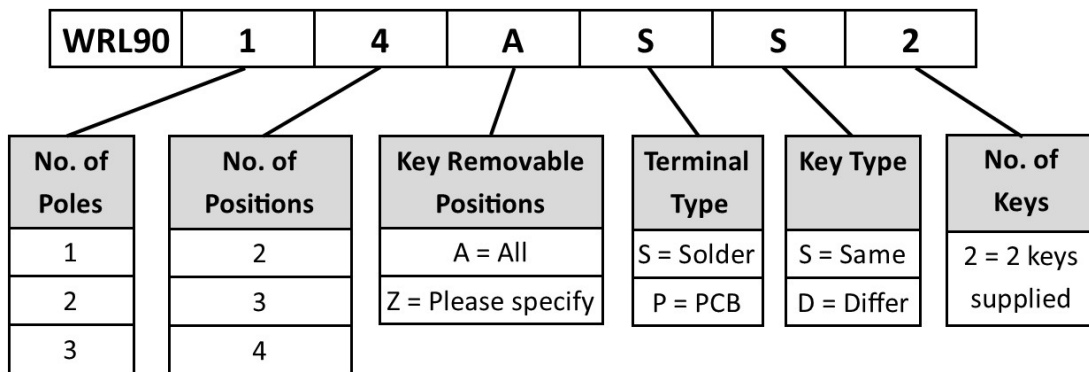 WRL90 1 4 A S S 2
No. of Poles
1
2
3
No. of Positions
2
3
4
Key Removable Positions
A = All
Z = Please specify
Terminal Type
S = Solder
P = PCB
Key Type
S = Same
D = Differ
No. of Keys
2 = 2 keys supplied